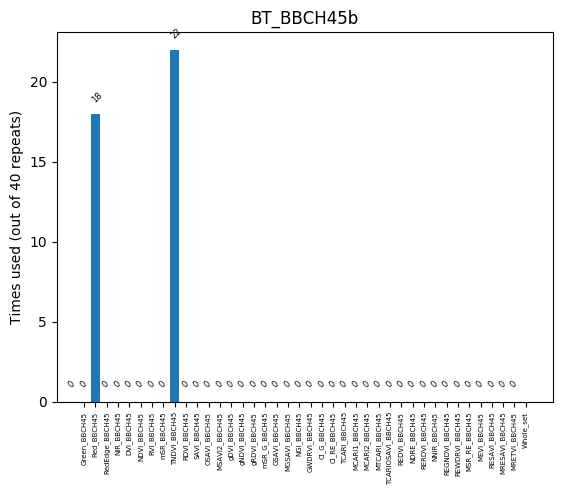 BT_BBCH45b
Times used (out of 40 repeats)
20
15
10
5
0
0 0 18 0 0 0 0 0 0 22 0 0 0 0 0 0 0 0 0 0 0 0 0 0 0 0 0 0 0 0 0 0 0 0 0 0 0 0 0 0
Green_BBCH45
Red_BBCH45
RedEdge_BBCH45
NIR_BBCH45
DVI_BBCH45
NDVI_BBCH45
RVI_BBCH45
mSR_BBCH45
TNDVI_BBCH45
RDVI_BBCH45
SAVI_BBCH45
OSAVI_BBCH45
MSAVI2_BBCH45
gDVI_BBCH45
gNDVI_BBCH45
gRDVI_BBCH45
mSR_G_BBCH45
GSAVI_BBCH45
MGSAVI_BBCH45
NGI_BBCH45
GWDRVI_BBCH45
CI_G_BBCH45
CI_RE_BBCH45
TCARI_BBCH45
MCARI1_BBCH45
MCARI2_BBCH45
MTCARI_BBCH45
TCARIOSAVI_BBCH45
REDVI_BBCH45
NDRE_BBCH45
RERDVI_BBCH45
NNIR_BBCH45
REGNDVI_BBCH45
REWDRVI_BBCH45
MSR_RE_BBCH45
MEVI_BBCH45
RESAVI_BBCH45
MRESAVI_BBCH45
MRETVI_BBCH45
Whole_set